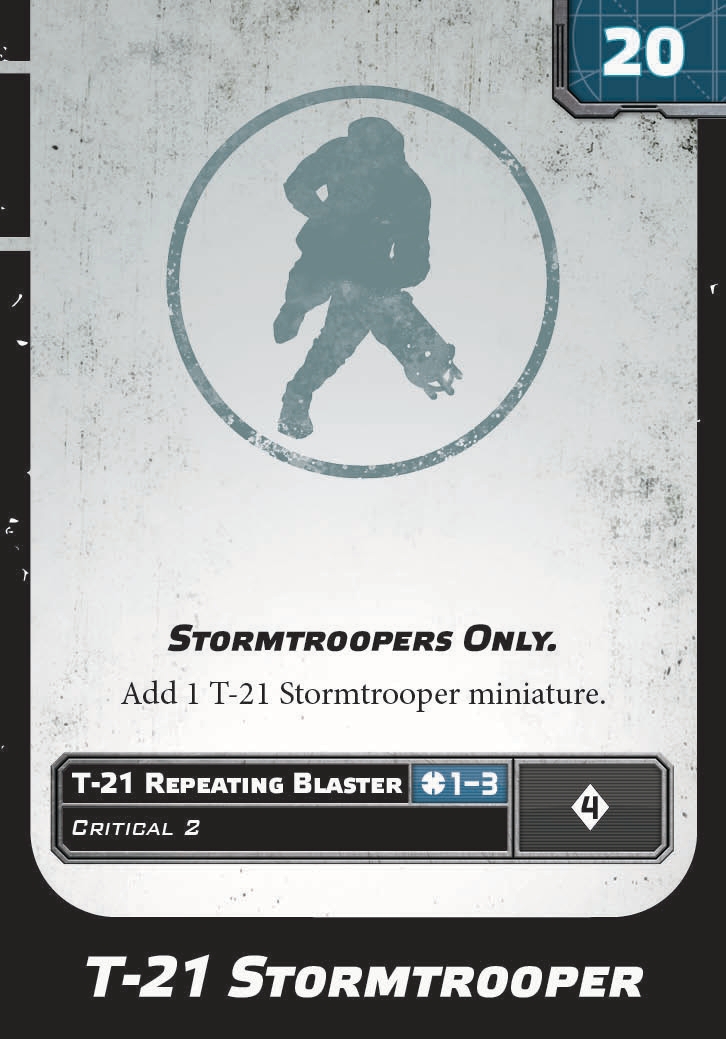 20
Stormtroopers Only.
Add 1 T-21 Stormtrooper miniature.
T-21 Repeating Blaster 1–3
Critical 2
4
T-21 Stormtrooper